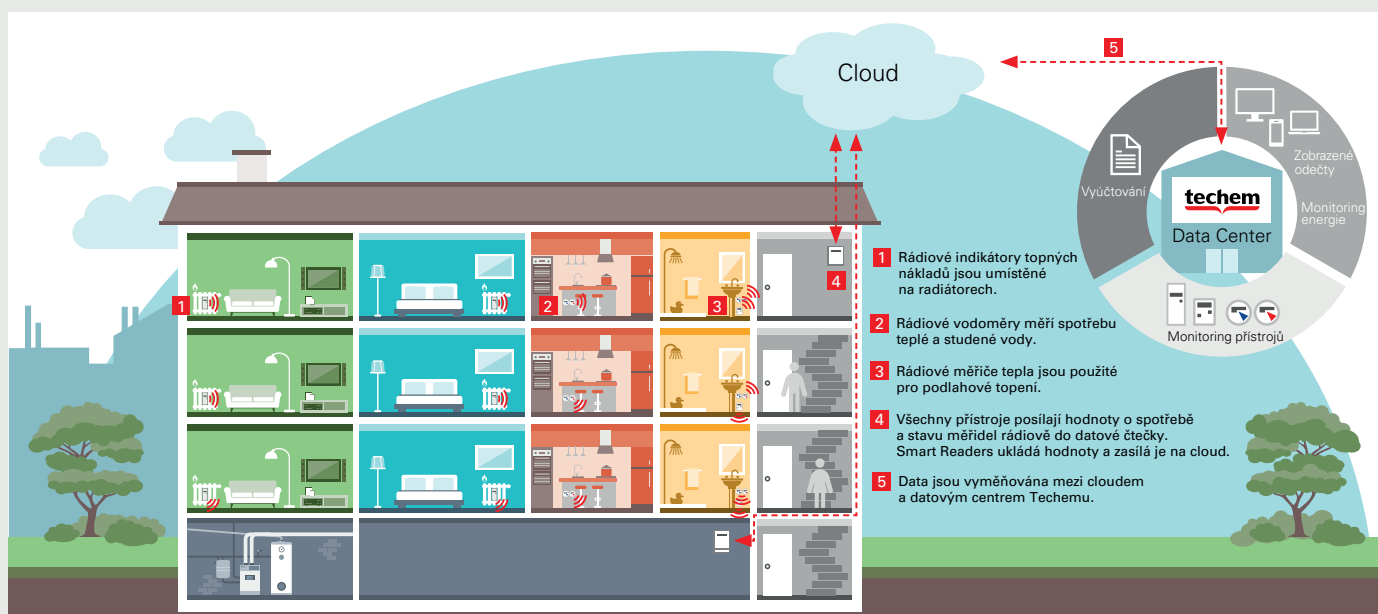 Cloud
5
Vyúčtování
Zobrazené
odečty
Monitoring
energie
techem
Data Center
Monitoring přístrojů
1
2
3
4
1 Rádiové indikátory topných
nákladů jsou umístěné
na radiátorech.
2 Rádiové vodoměry měří spotřebu
teplé a studené vody.
3 Rádiové měřiče tepla jsou použité
pro podlahové topení.
4 Všechny přístroje posílají hodnoty o spotřebě
a stavu měřidel rádiově do datové čtečky.
Smart Readers ukládá hodnoty a zasílá je na cloud.
5 Data jsou vyměňována mezi cloudem
a datovým centrem Techemu.